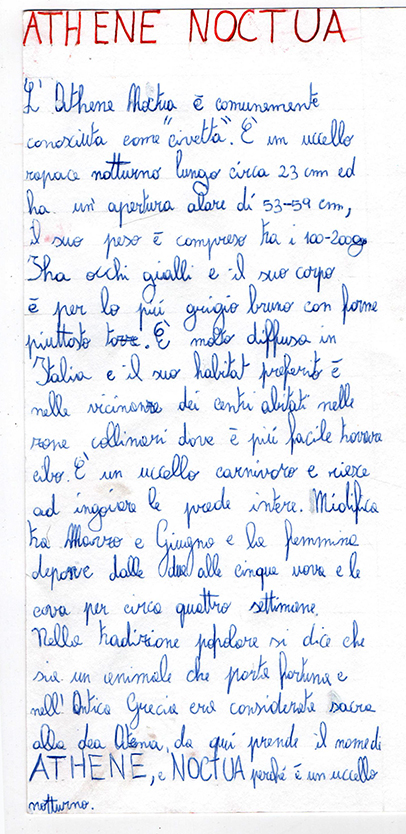 ATHENE NOCTUA
L'Athene Noctua è comunemente
conosciuta come "civetta". È un uccello
rapace notturno lungo circa 23 cm ed
ha un'apertura alare di 53-59 cm,
il suo peso è compreso tra i 100-200g.
Ha occhi gialli e il suo corpo
è per lo più grigio bruno con forme
piuttosto tozze. È molto diffusa in
Italia e il suo habitat preferito è
nelle vicinanze dei centri abitati nelle
zone collinari dove è più facile trovare
cibo. È un uccello carnivoro e riesce
ad ingoiare le prede intere. Nidifica
tra Marzo e Giugno e la femmina
depone dalle due alle cinque uova e le
cova per circa quattro settimane.
Nella tradizione popolare si dice che
sia un animale che porta fortuna e
nell'Antica Grecia era considerata sacra
alla dea Atena, da qui prende il nome di
ATHENE, e NOCTUA perché è un uccello
notturno.